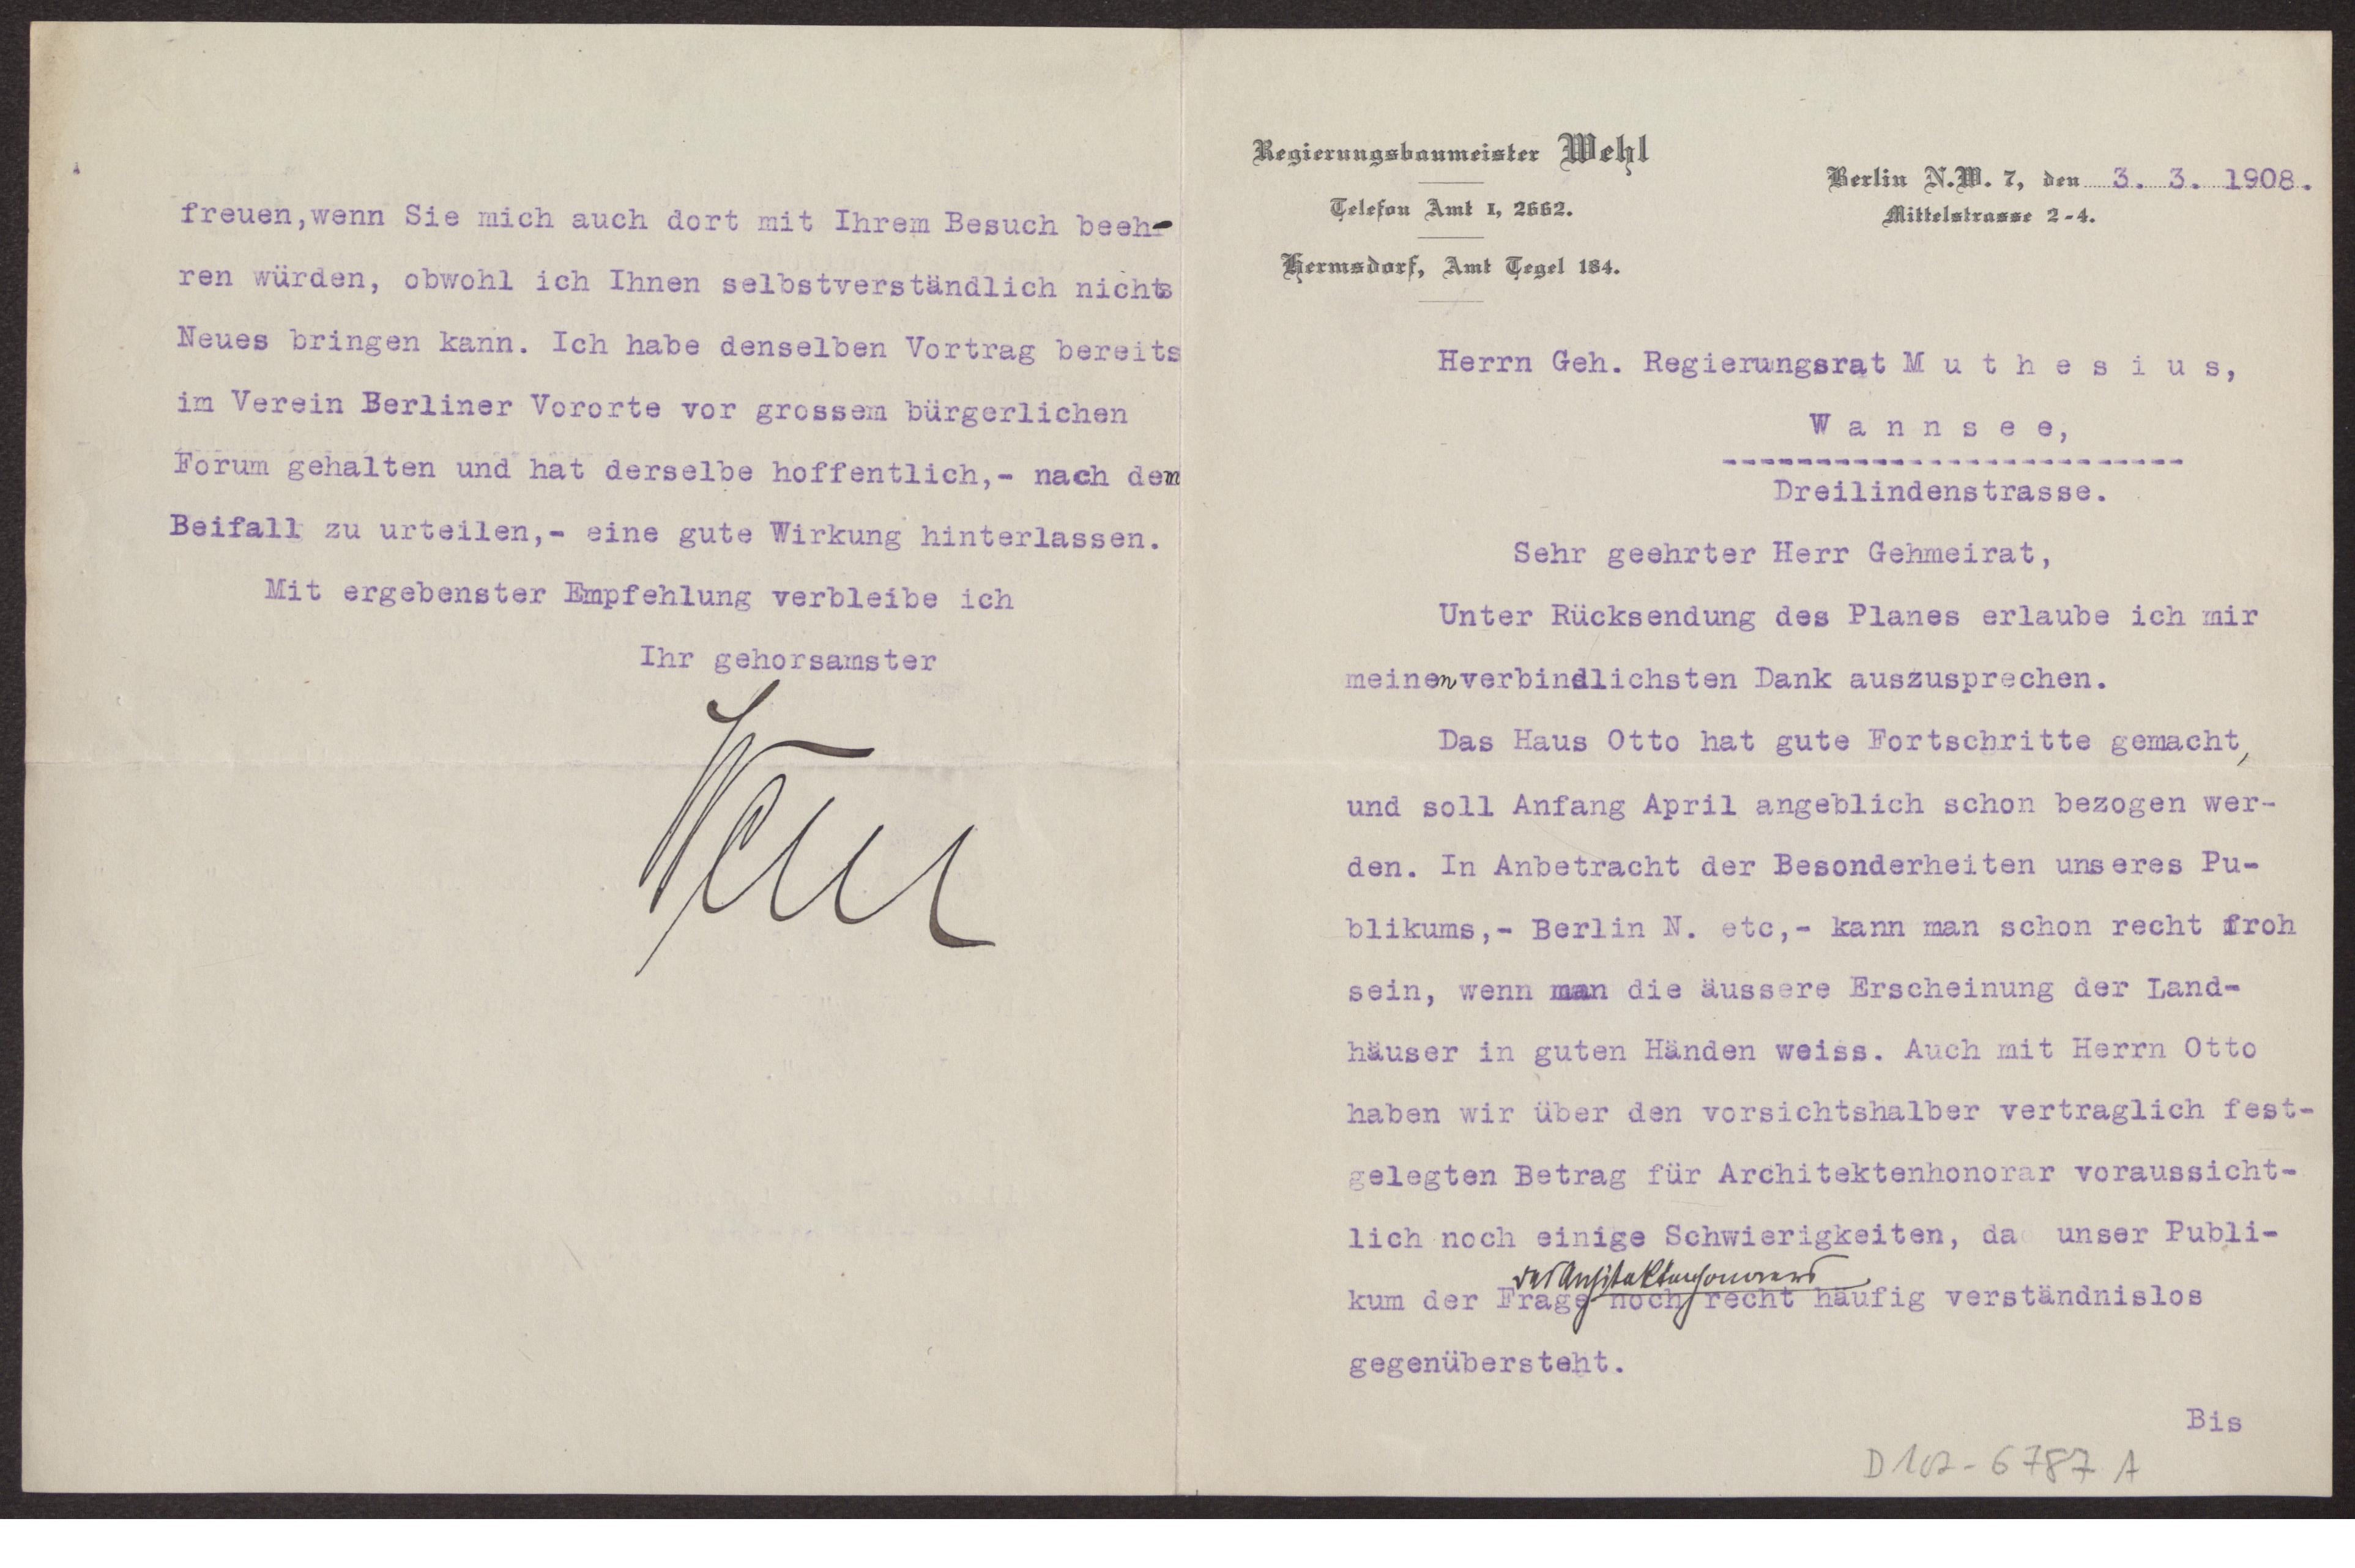 Regierungsbaumeister Wehl
Telefon Amt I, 2662.
Hermsdorf, Amt Tegel 184.
Berlin N.W. 7, den 3. 3. 1908.
Mittelstrasse 2-4.
Herrn Geh. Regierungsrat M u t h e s i u s,
W a n n s e e,
-------------------------
Dreilindenstrasse.
Sehr geehrter Herr Gehmeirat,
Unter Rücksendung des Planes erlaube ich mir
meinen verbindlichsten Dank auszusprechen.
Das Haus Otto hat gute Fortschritte gemacht,
und soll Anfang April angeblich schon bezogen wer-
den. In Anbetracht der Besonderheiten unseres Pu-
blikums,- Berlin N. etc,- kann man schon recht froh
sein, wenn man die äussere Erscheinung der Land-
häuser in guten Händen weiss. Auch mit Herrn Otto
haben wir über den vorsichtshalber vertraglich fest-
gelegten Betrag für Architektenhonorar voraussicht-
lich noch einige Schwierigkeiten, da unser Publi-
des Architektenhonorars
kum der Frage noch recht häufig verständnislos
gegenübersteht.
Bis
D 102-6787 A
freuen,wenn Sie mich auch dort mit Ihrem Besuch beeh-
ren würden, obwohl ich Ihnen selbstverständlich nichts
Neues bringen kann. Ich habe denselben Vortrag bereits
im Verein Berliner Vororte vor grossem bürgerlichen
Forum gehalten und hat derselbe hoffentlich,- nach dem
Beifall zu urteilen,- eine gute Wirkung hinterlassen.
Mit ergebenster Empfehlung verbleibe ich
Ihr gehorsamster
Wehl